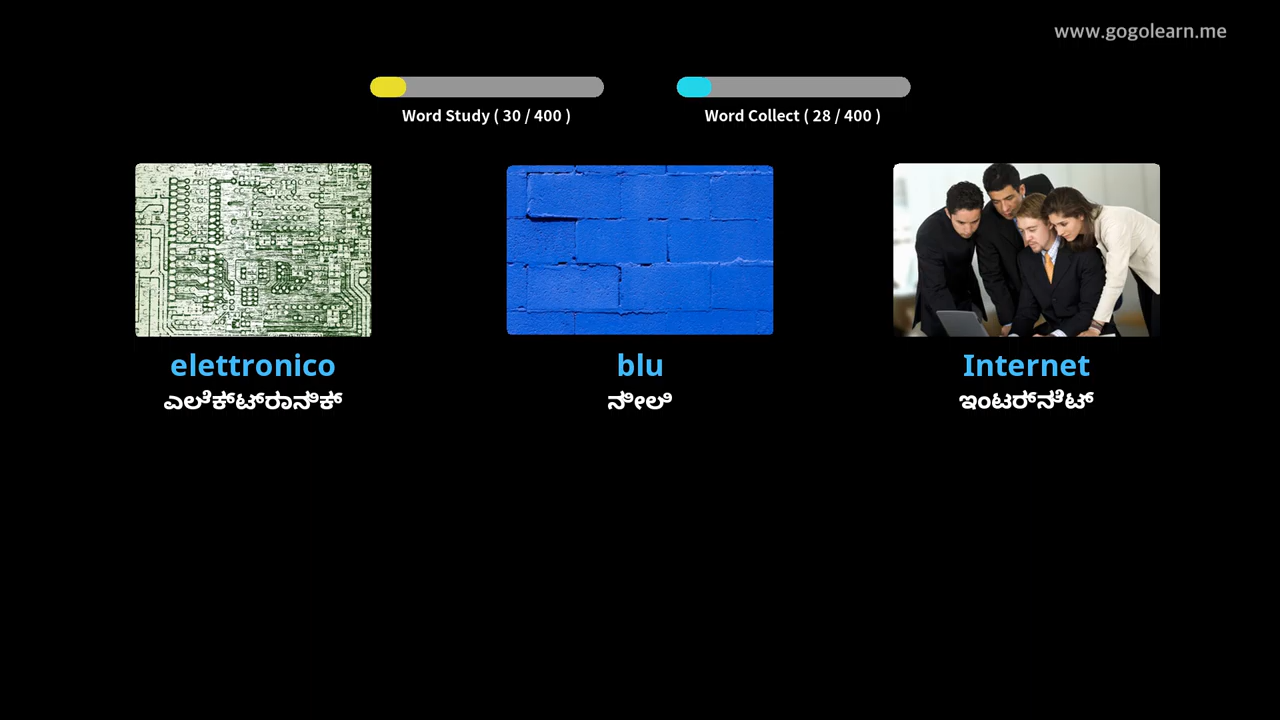 www.gogolearn.me
Word Study ( 30 / 400 )
Word Collect ( 28 / 400 )
elettronico
ಎಲೆಕ್ಟ್ರಾನಿಕ್
blu
ನೀಲಿ
Internet
ಇಂಟರ್ನೆಟ್